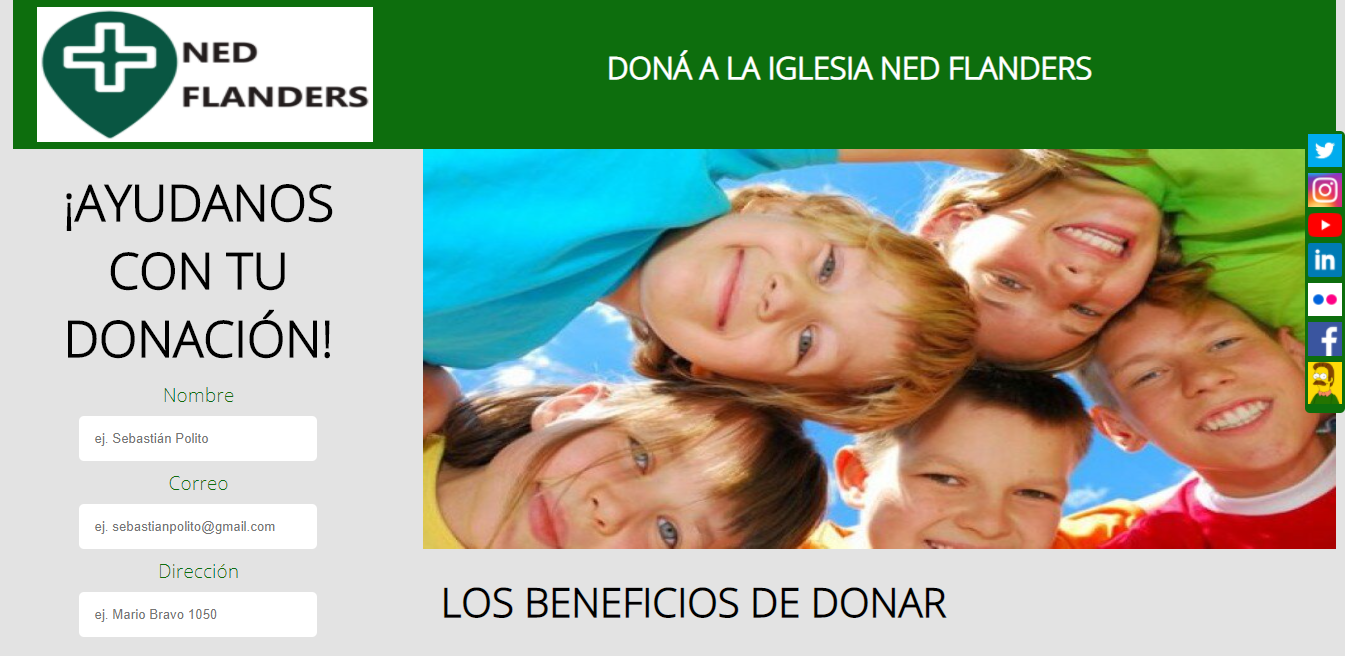 NED
FLANDERS
DONÁ A LA IGLESIA NED FLANDERS
¡AYUDANOS
CON TU
DONACIÓN!
Nombre
ej. Sebastián Polito
Correo
ej. sebastianpolito@gmail.com
Dirección
ej. Mario Bravo 1050
in
f
LOS BENEFICIOS DE DONAR